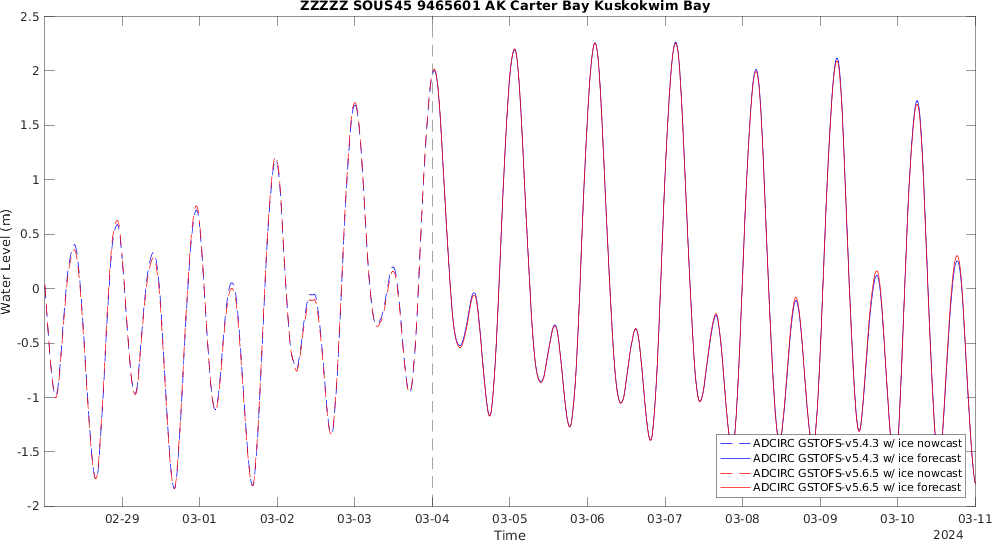 ZZZZZ SOUS45 9465601 AK Carter Bay Kuskokwim Bay
2.5
2
1.5
1
0.5
0
-0.5
-1
-1.5
-2
Water Level (m)
02-29 03-01 03-02 03-03 03-04 03-05 03-06 03-07 03-08 03-09 03-10 03-11
Time
2024
ADCIRC GSTOFS-v5.4.3 w/ ice nowcast
ADCIRC GSTOFS-v5.4.3 w/ ice forecast
ADCIRC GSTOFS-v5.6.5 w/ ice nowcast
ADCIRC GSTOFS-v5.6.5 w/ ice forecast